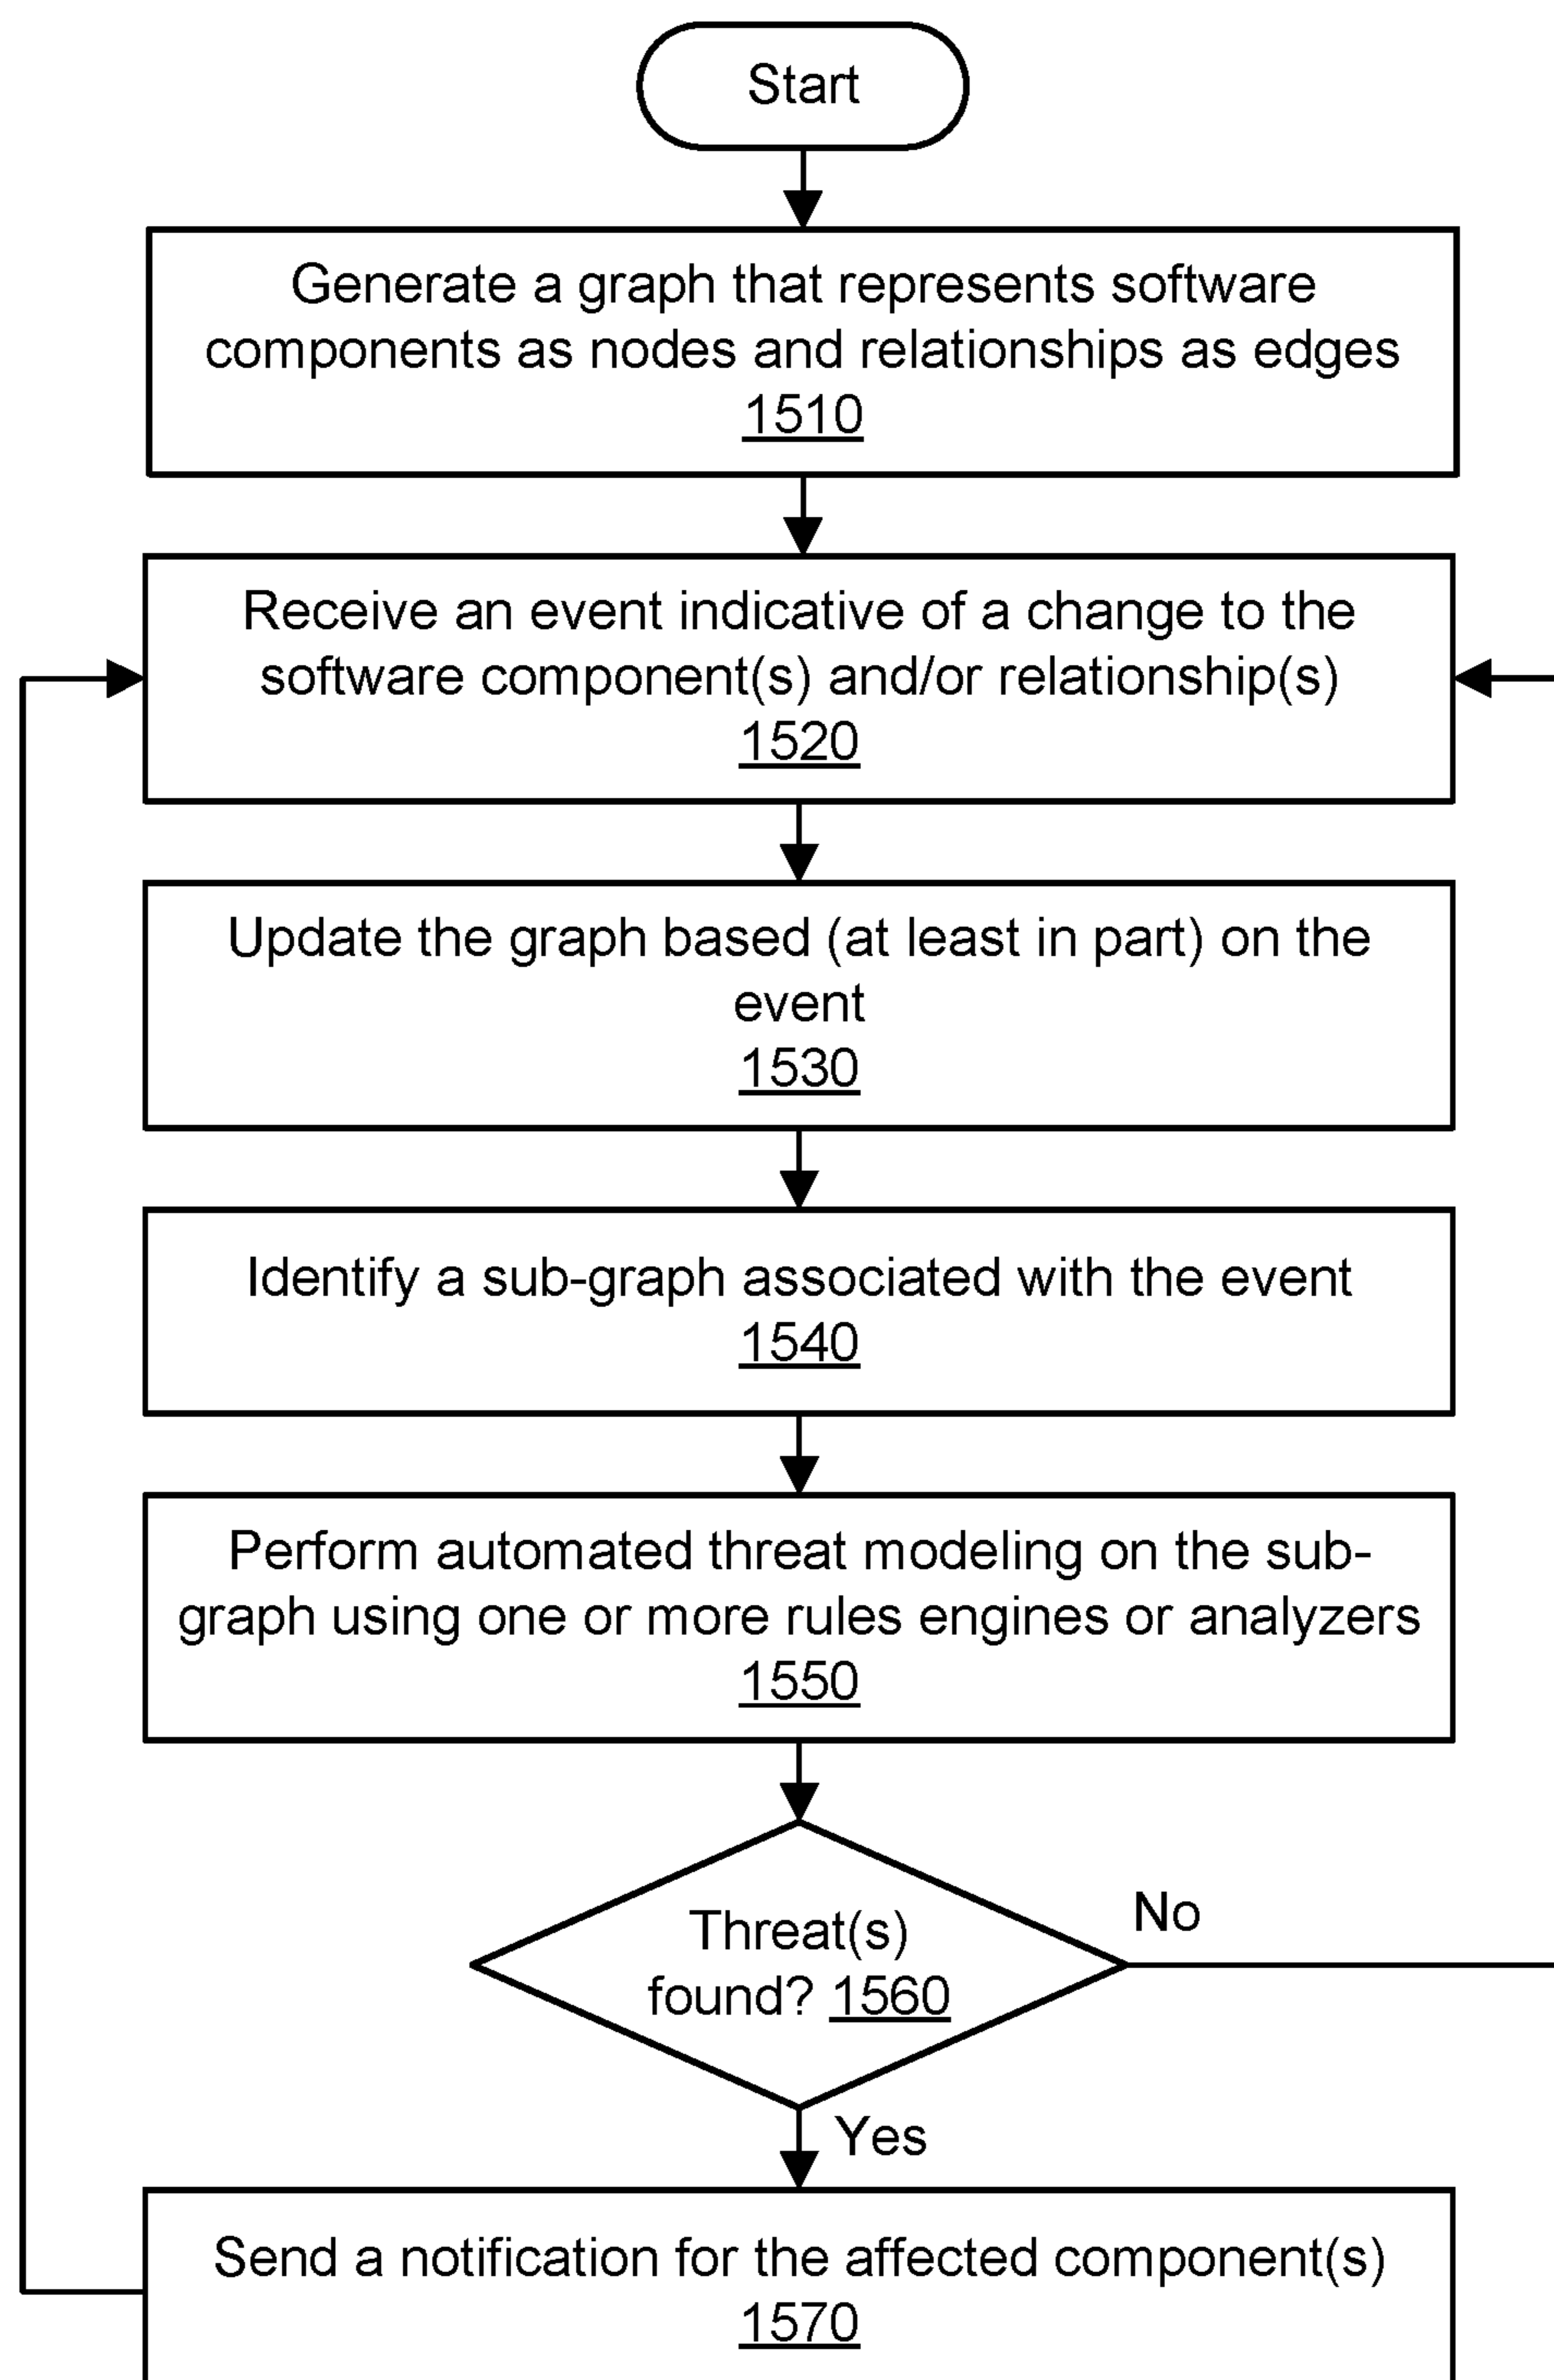 Start
Generate a graph that represents software
components as nodes and relationships as edges
1510
Receive an event indicative of a change to the
software component(s) and/or relationship(s)
1520
Update the graph based (at least in part) on the
event
1530
Identify a sub-graph associated with the event
1540
Perform automated threat modeling on the sub-
graph using one or more rules engines or analyzers
1550
Threat(s)
found? 1560
No
Yes
Send a notification for the affected component(s)
1570